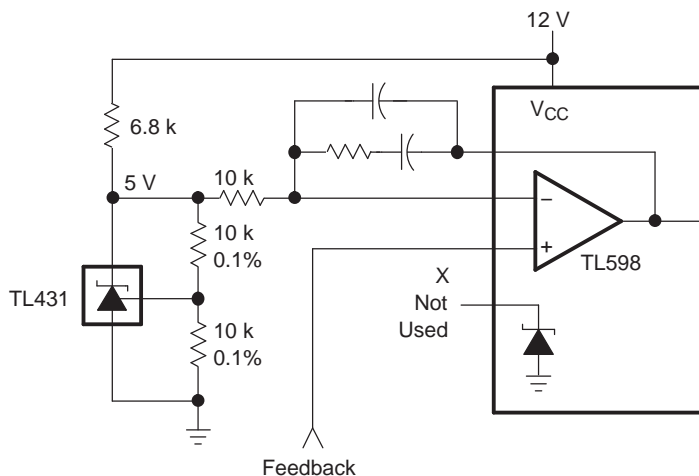 12 V
V_CC
6.8 k
5 V
10 k
10 k
0.1%
TL431
10 k
0.1%
−
+
TL598
X
Not
Used
Feedback